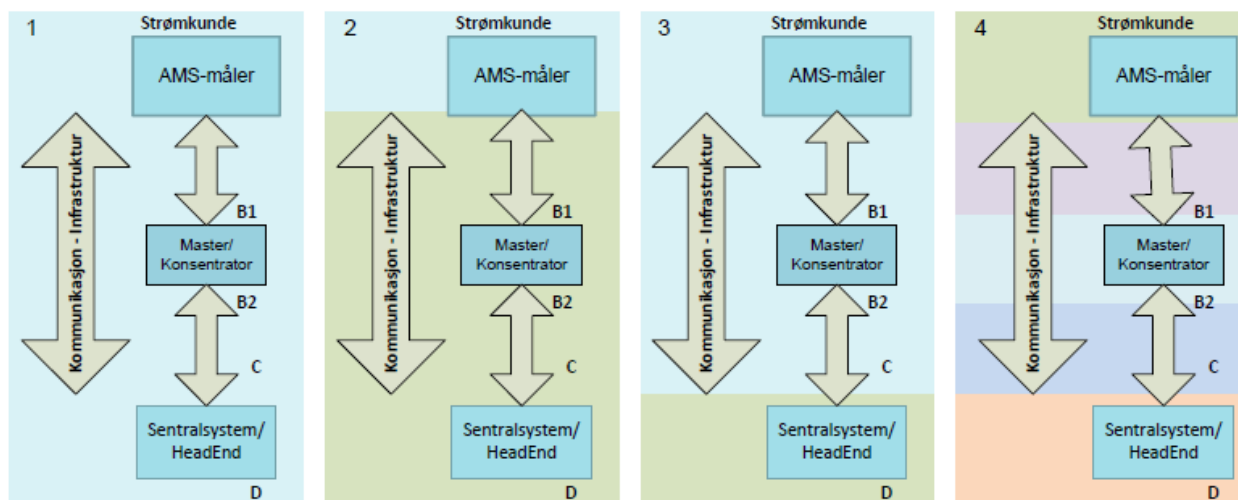 1
Strømkunde
AMS-måler
Kommunikasjon - Infrastruktur
B1
Master/
Konsentrator
B2
C
Sentralsystem/
HeadEnd
D
2
Strømkunde
AMS-måler
Kommunikasjon - Infrastruktur
B1
Master/
Konsentrator
B2
C
Sentralsystem/
HeadEnd
D
3
Strømkunde
AMS-måler
Kommunikasjon - Infrastruktur
B1
Master/
Konsentrator
B2
C
Sentralsystem/
HeadEnd
D
4
Strømkunde
AMS-måler
Kommunikasjon - Infrastruktur
B1
Master/
Konsentrator
B2
C
Sentralsystem/
HeadEnd
D